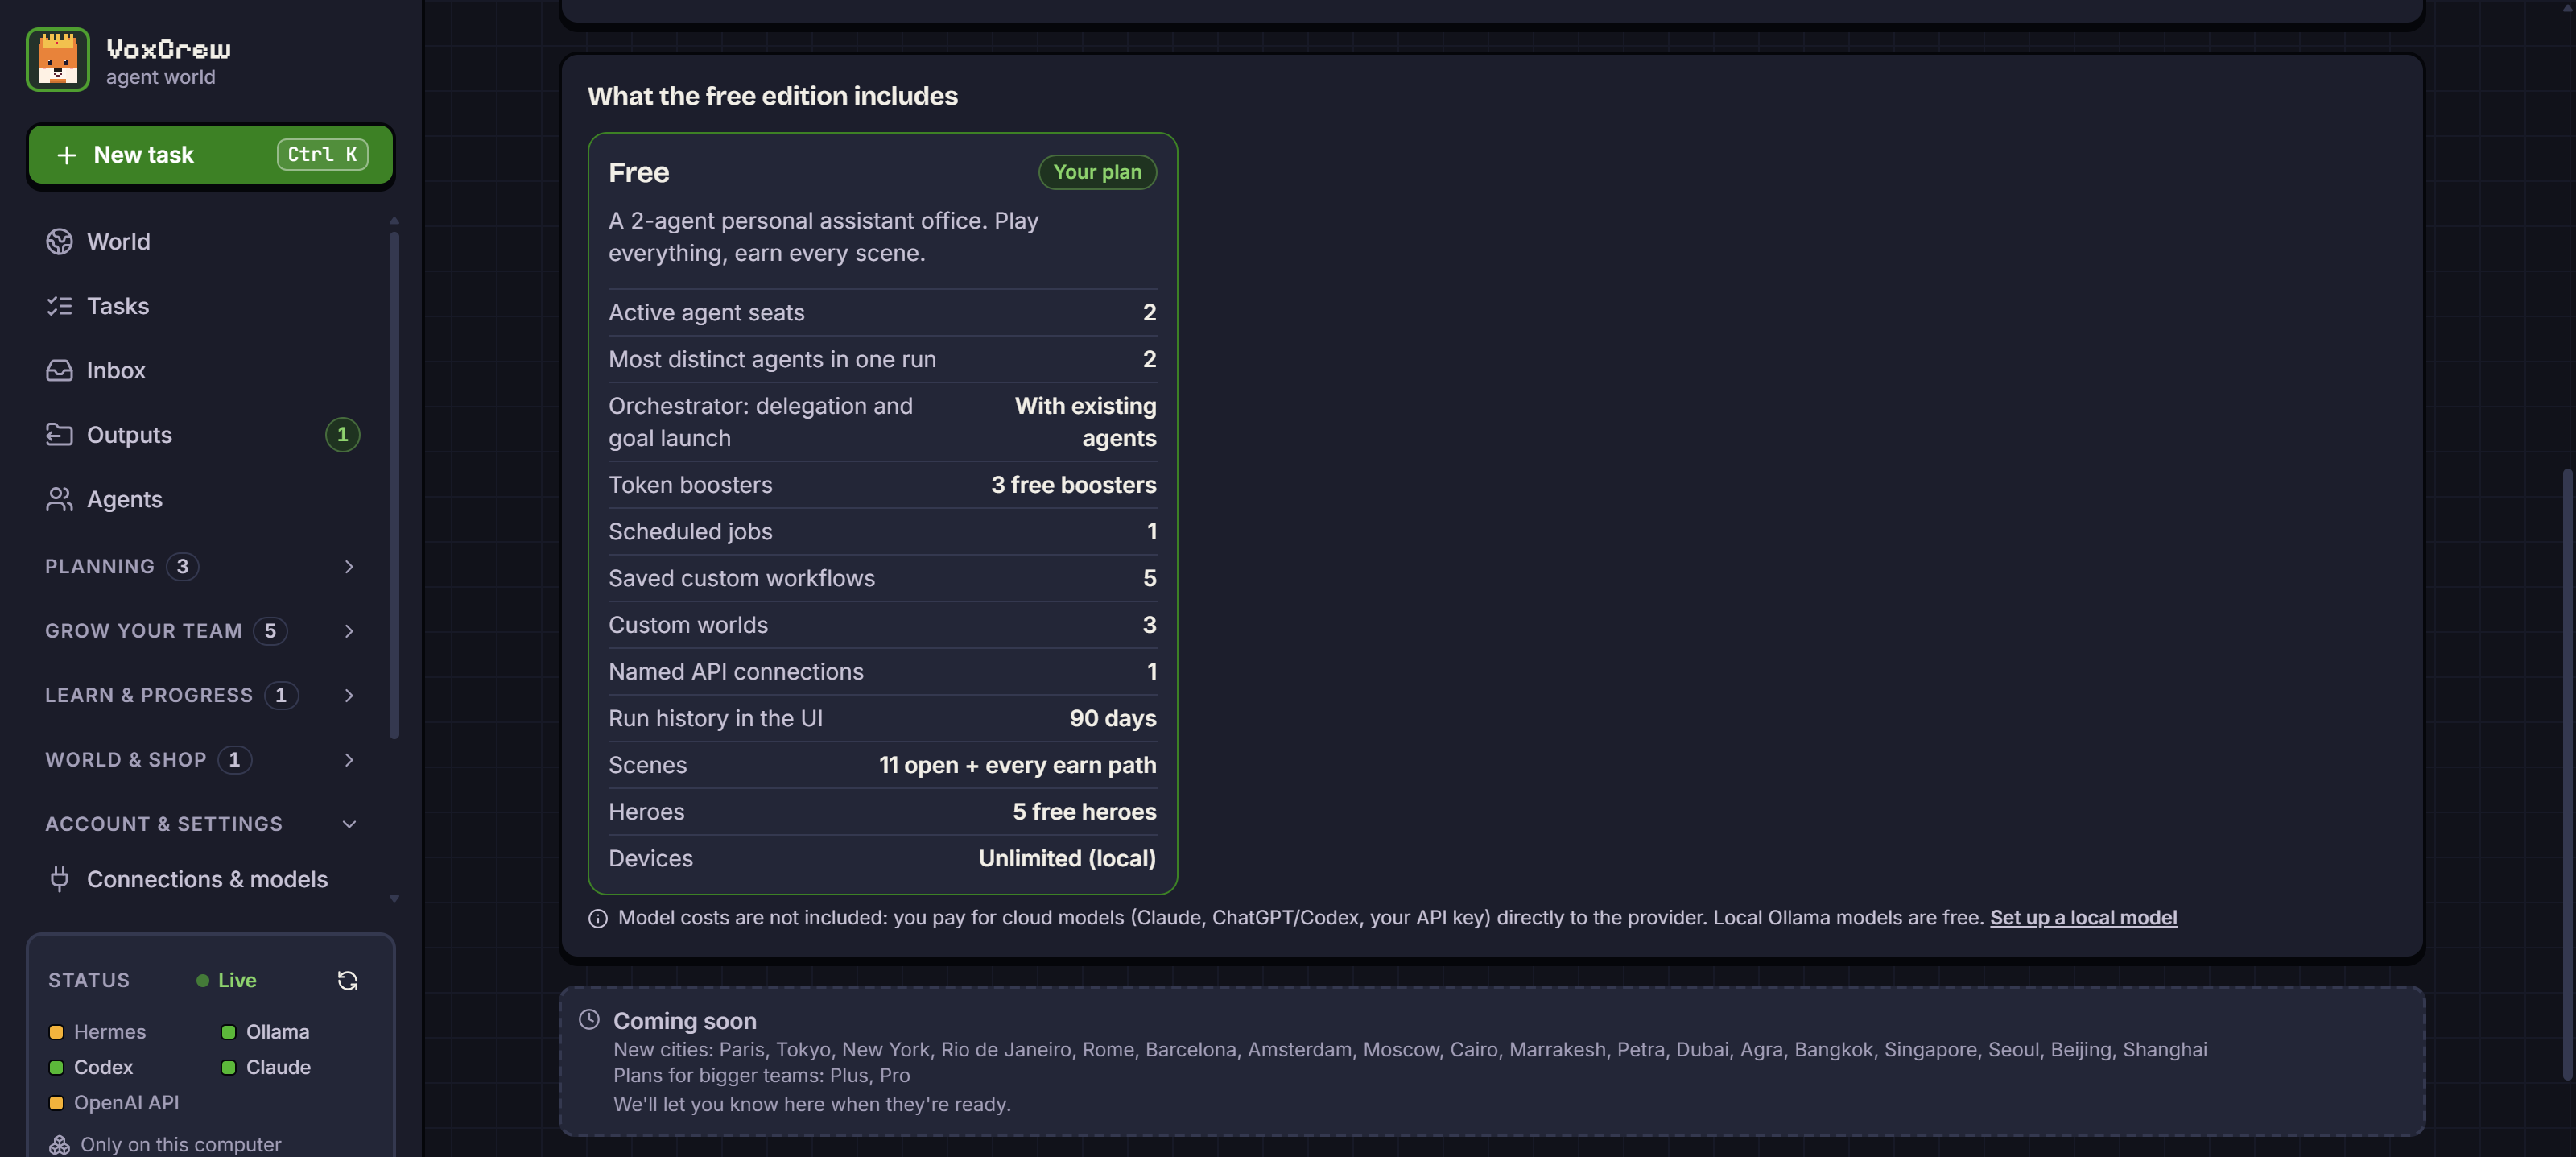 VoxCrew
agent world
New task
Ctrl K
World
Tasks
Inbox
Outputs
1
Agents
PLANNING 3
GROW YOUR TEAM 5
LEARN & PROGRESS 1
WORLD & SHOP 1
ACCOUNT & SETTINGS
Connections & models
STATUS
Live
Hermes
Ollama
Codex
Claude
OpenAI API
Only on this computer
What the free edition includes
Free
Your plan
A 2-agent personal assistant office. Play
everything, earn every scene.
Active agent seats 2
Most distinct agents in one run 2
Orchestrator: delegation and With existing
goal launch agents
Token boosters 3 free boosters
Scheduled jobs 1
Saved custom workflows 5
Custom worlds 3
Named API connections 1
Run history in the UI 90 days
Scenes 11 open + every earn path
Heroes 5 free heroes
Devices Unlimited (local)
Model costs are not included: you pay for cloud models (Claude, ChatGPT/Codex, your API key) directly to the provider. Local Ollama models are free. Set up a local model
Coming soon
New cities: Paris, Tokyo, New York, Rio de Janeiro, Rome, Barcelona, Amsterdam, Moscow, Cairo, Marrakesh, Petra, Dubai, Agra, Bangkok, Singapore, Seoul, Beijing, Shanghai
Plans for bigger teams: Plus, Pro
We'll let you know here when they're ready.